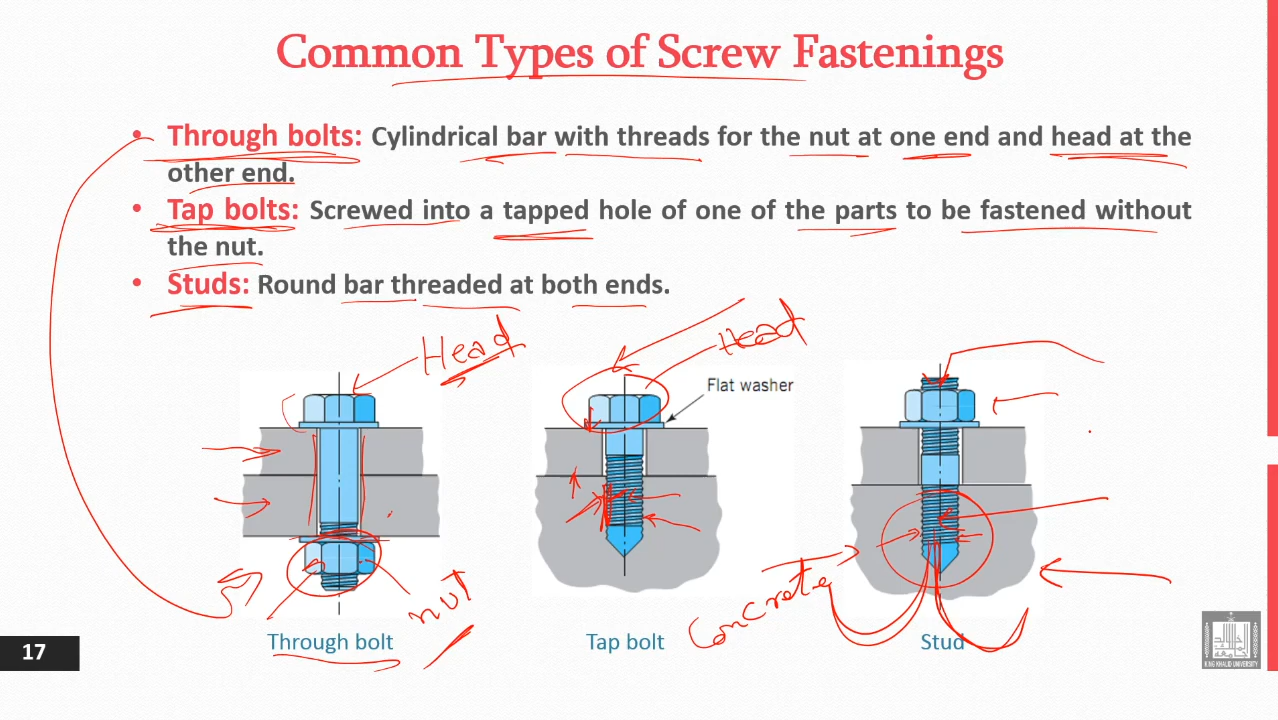 Common Types of Screw Fastenings
• Through bolts: Cylindrical bar with threads for the nut at one end and head at the
other end.
• Tap bolts: Screwed into a tapped hole of one of the parts to be fastened without
the nut.
• Studs: Round bar threaded at both ends.
Head
Head
Flat washer
nut
Concrete
Through bolt
Tap bolt
Stud
17
KING KHALID UNIVERSITY